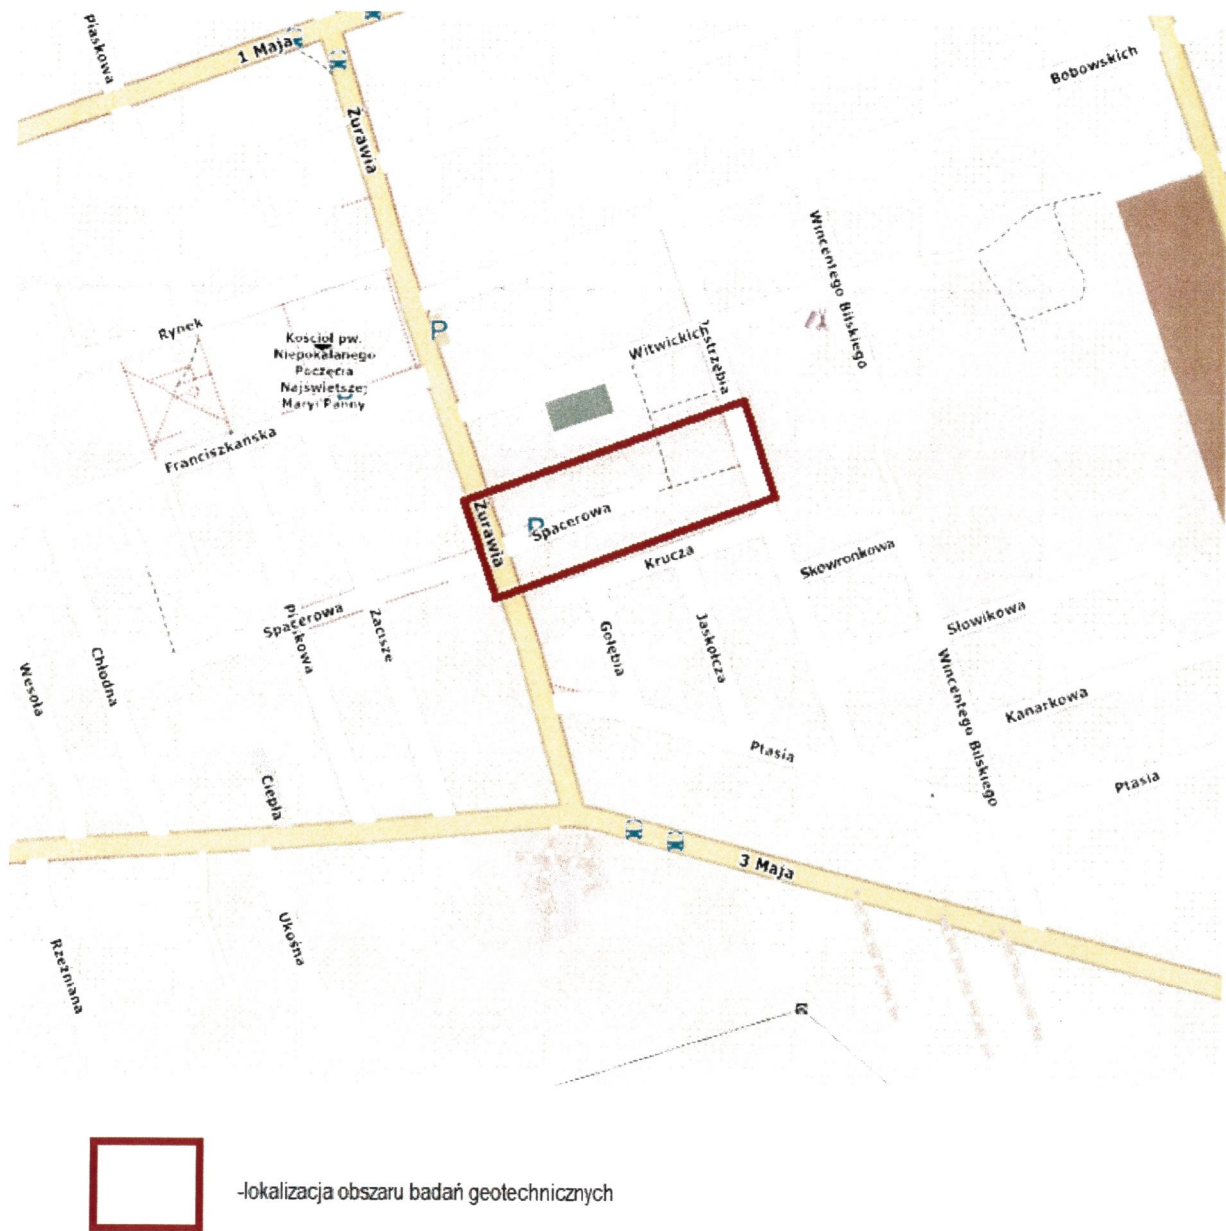 Piaskowa
1 Maja
Bobowskich
Żurawia
Wincentego Bilskiego
Rynek
Kościół pw.
Niepokalanego
Poczęcia
Najświętszej
Maryi Panny
P
Witwickich
Franciszkańska
Żurawia
Spacerowa
Krucza
Skowronkowa
Słowikowa
Spacerowa
Zacisze
Gołębia
Jaskółcza
Wesoła
Chłodna
Wincentego Bilskiego
Kanarkowa
Ptasia
Ptasia
Ciepła
3 Maja
Ukośna
Rzeźniana
-lokalizacja obszaru badań geotechnicznych